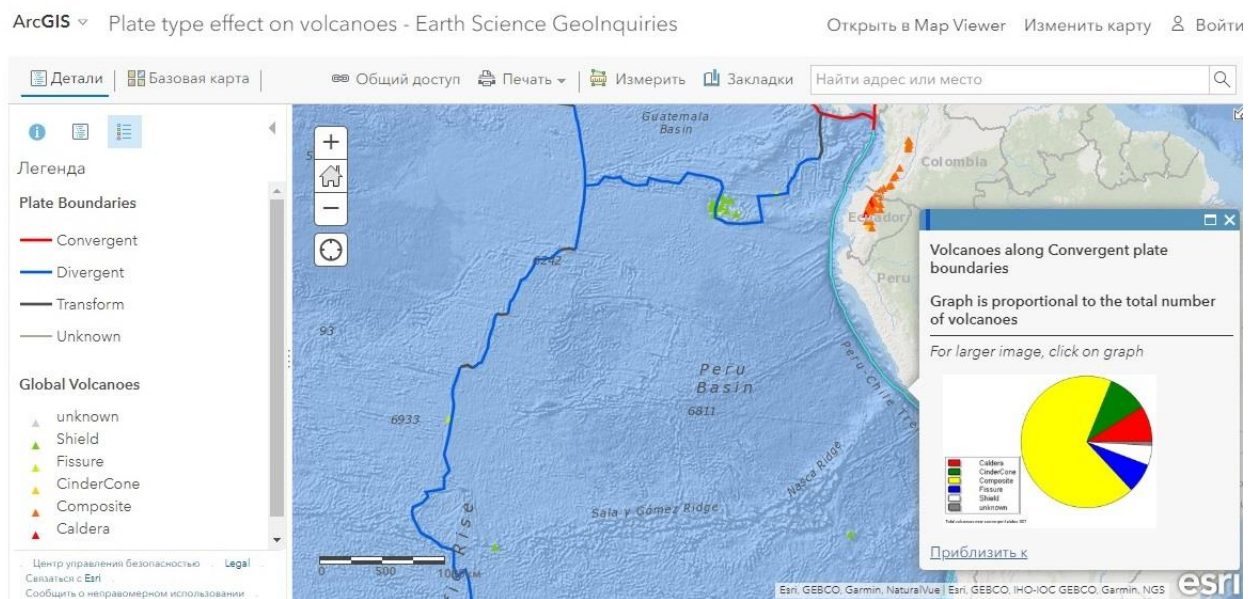 ArcGIS Plate type effect on volcanoes - Earth Science GeoInquiries
Открыть в Map Viewer Изменить карту Войти
Детали Базовая карта Общий доступ Печать Измерить Закладки Найти адрес или место
Легенда
Plate Boundaries
Convergent
Divergent
Transform
Unknown
Global Volcanoes
unknown
Shield
Fissure
CinderCone
Composite
Caldera
Центр управления безопасностью . Legal .
Связаться с Esri .
Сообщить о неправомерном использовании
Guatemala
Basin
Colombia
Ecuador
Peru
6242
93
Peru
Basin
6811
6933
Peru-Chile
Nasca Ridge
Sala y Gómez Ridge
Rise
0 500 1000км
Volcanoes along Convergent plate
boundaries
Graph is proportional to the total number
of volcanoes
For larger image, click on graph
Caldera
CinderCone
Composite
Fissure
Shield
unknown
Приблизить к
Esri, GEBCO, Garmin, NaturalVue | Esri, GEBCO, IHO-IOC GEBCO, Garmin, NGS
esri